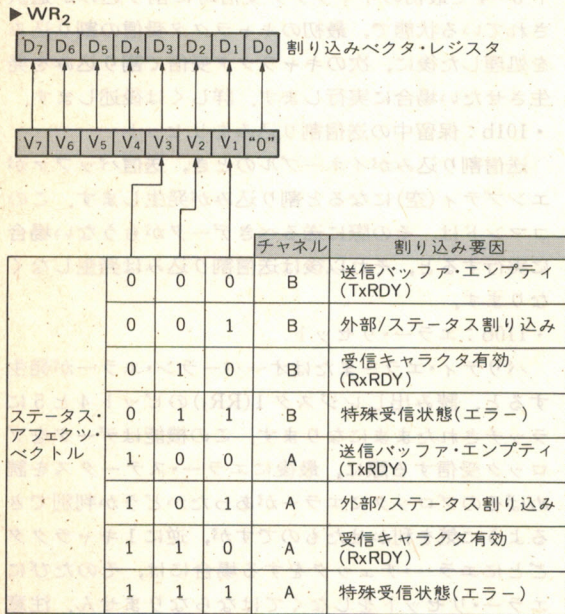 ▶WR₂
D₇ D₆ D₅ D₄ D₃ D₂ D₁ D₀ 割り込みベクタ・レジスタ
V₇ V₆ V₅ V₄ V₃ V₂ V₁ "0"
チャネル 割り込み要因
ステータス・アフェクツ・ベクトル
0 0 0 B 送信バッファ・エンプティ(TxRDY)
0 0 1 B 外部/ステータス割り込み
0 1 0 B 受信キャラクタ有効(RxRDY)
0 1 1 B 特殊受信状態(エラー)
1 0 0 A 送信バッファ・エンプティ(TxRDY)
1 0 1 A 外部/ステータス割り込み
1 1 0 A 受信キャラクタ有効(RxRDY)
1 1 1 A 特殊受信状態(エラー)